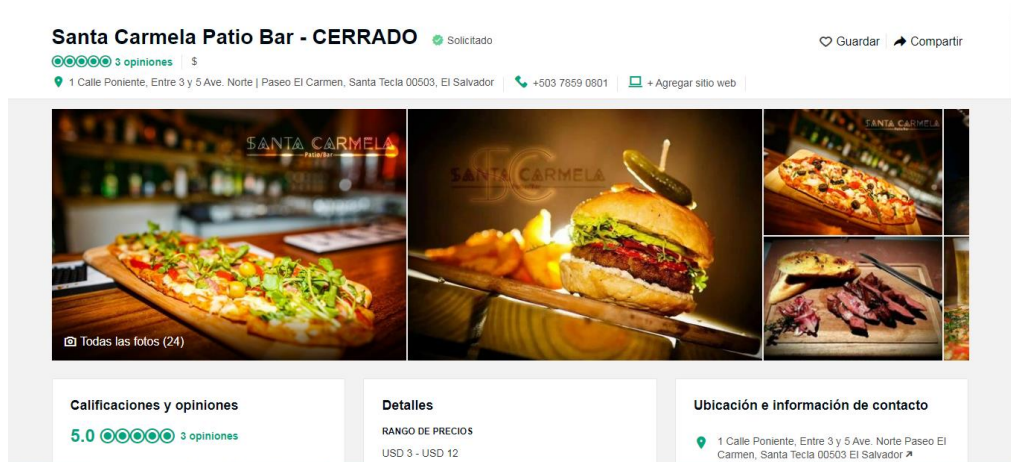 Santa Carmela Patio Bar - CERRADO Solicitado
Guardar Compartir
3 opiniones $
1 Calle Poniente, Entre 3 y 5 Ave. Norte | Paseo El Carmen, Santa Tecla 00503, El Salvador +503 7859 0801 + Agregar sitio web
SANTA CARMELA
Patio/Bar
SC
SANTA CARMELA
SANTA CARMELA
Todas las fotos (24)
Calificaciones y opiniones
5.0 3 opiniones
Detalles
RANGO DE PRECIOS
USD 3 - USD 12
Ubicación e información de contacto
1 Calle Poniente, Entre 3 y 5 Ave. Norte Paseo El
Carmen, Santa Tecla 00503 El Salvador